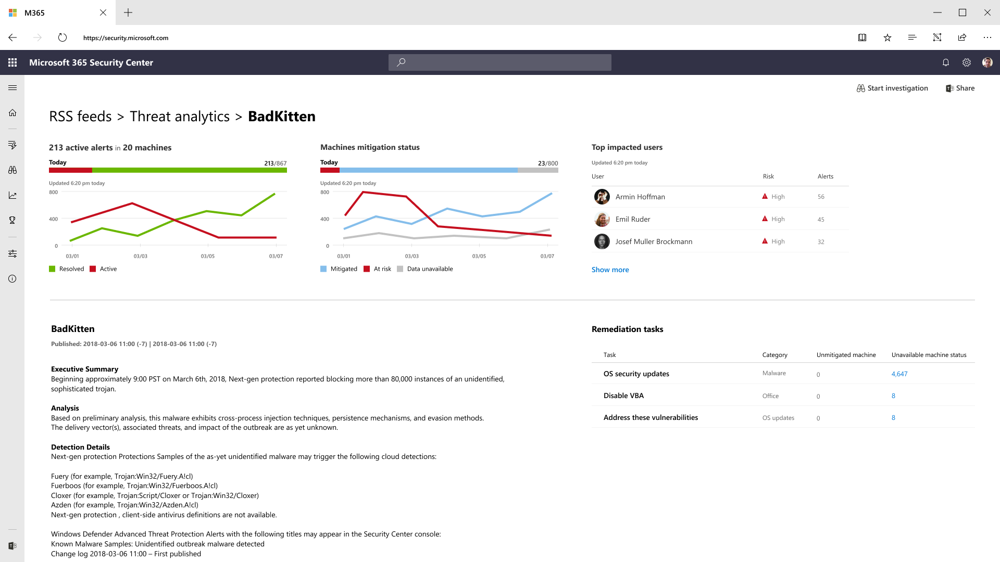 M365
https://security.microsoft.com
Microsoft 365 Security Center
Start investigation
Share
RSS feeds > Threat analytics > BadKitten
213 active alerts in 20 machines
Today
213/867
Updated 6:20 pm today
800
400
0
03/01
03/03
03/05
03/07
Resolved
Active
Machines mitigation status
Today
23/800
Updated 6:20 pm today
800
400
0
03/01
03/03
03/05
03/07
Mitigated
At risk
Data unavailable
Top impacted users
Updated 6:20 pm today
User Risk Alerts
Armin Hoffman High 56
Emil Ruder High 45
Josef Muller Brockmann High 32
Show more
BadKitten
Published: 2018-03-06 11:00 (-7) | 2018-03-06 11:00 (-7)
Executive Summary
Beginning approximately 9:00 PST on March 6th, 2018, Next-gen protection reported blocking more than 80,000 instances of an unidentified,
sophisticated trojan.
Analysis
Based on preliminary analysis, this malware exhibits cross-process injection techniques, persistence mechanisms, and evasion methods.
The delivery vector(s), associated threats, and impact of the outbreak are as yet unknown.
Detection Details
Next-gen protection Protections Samples of the as-yet unidentified malware may trigger the following cloud detections:
Fuery (for example, Trojan:Win32/Fuery.A!cl)
Fuerboos (for example, Trojan:Win32/Fuerboos.A!cl)
Cloxer (for example, Trojan:Script/Cloxer or Trojan:Win32/Cloxer)
Azden (for example, Trojan:Win32/Azden.A!cl)
Next-gen protection , client-side antivirus definitions are not available.
Windows Defender Advanced Threat Protection Alerts with the following titles may appear in the Security Center console:
Known Malware Samples: Unidentified outbreak malware detected
Change log 2018-03-06 11:00 – First published
Remediation tasks
Task Category Unmitigated machine Unavailable machine status
OS security updates Malware 0 4,647
Disable VBA Office 0 8
Address these vulnerabilities OS updates 0 8